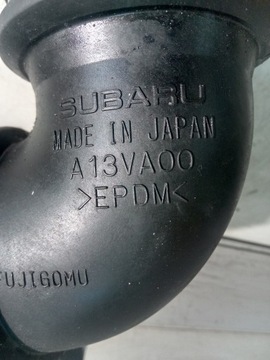 SUBARU
MADE IN JAPAN
A13VA00
>EPDM<
FUJIGOMU